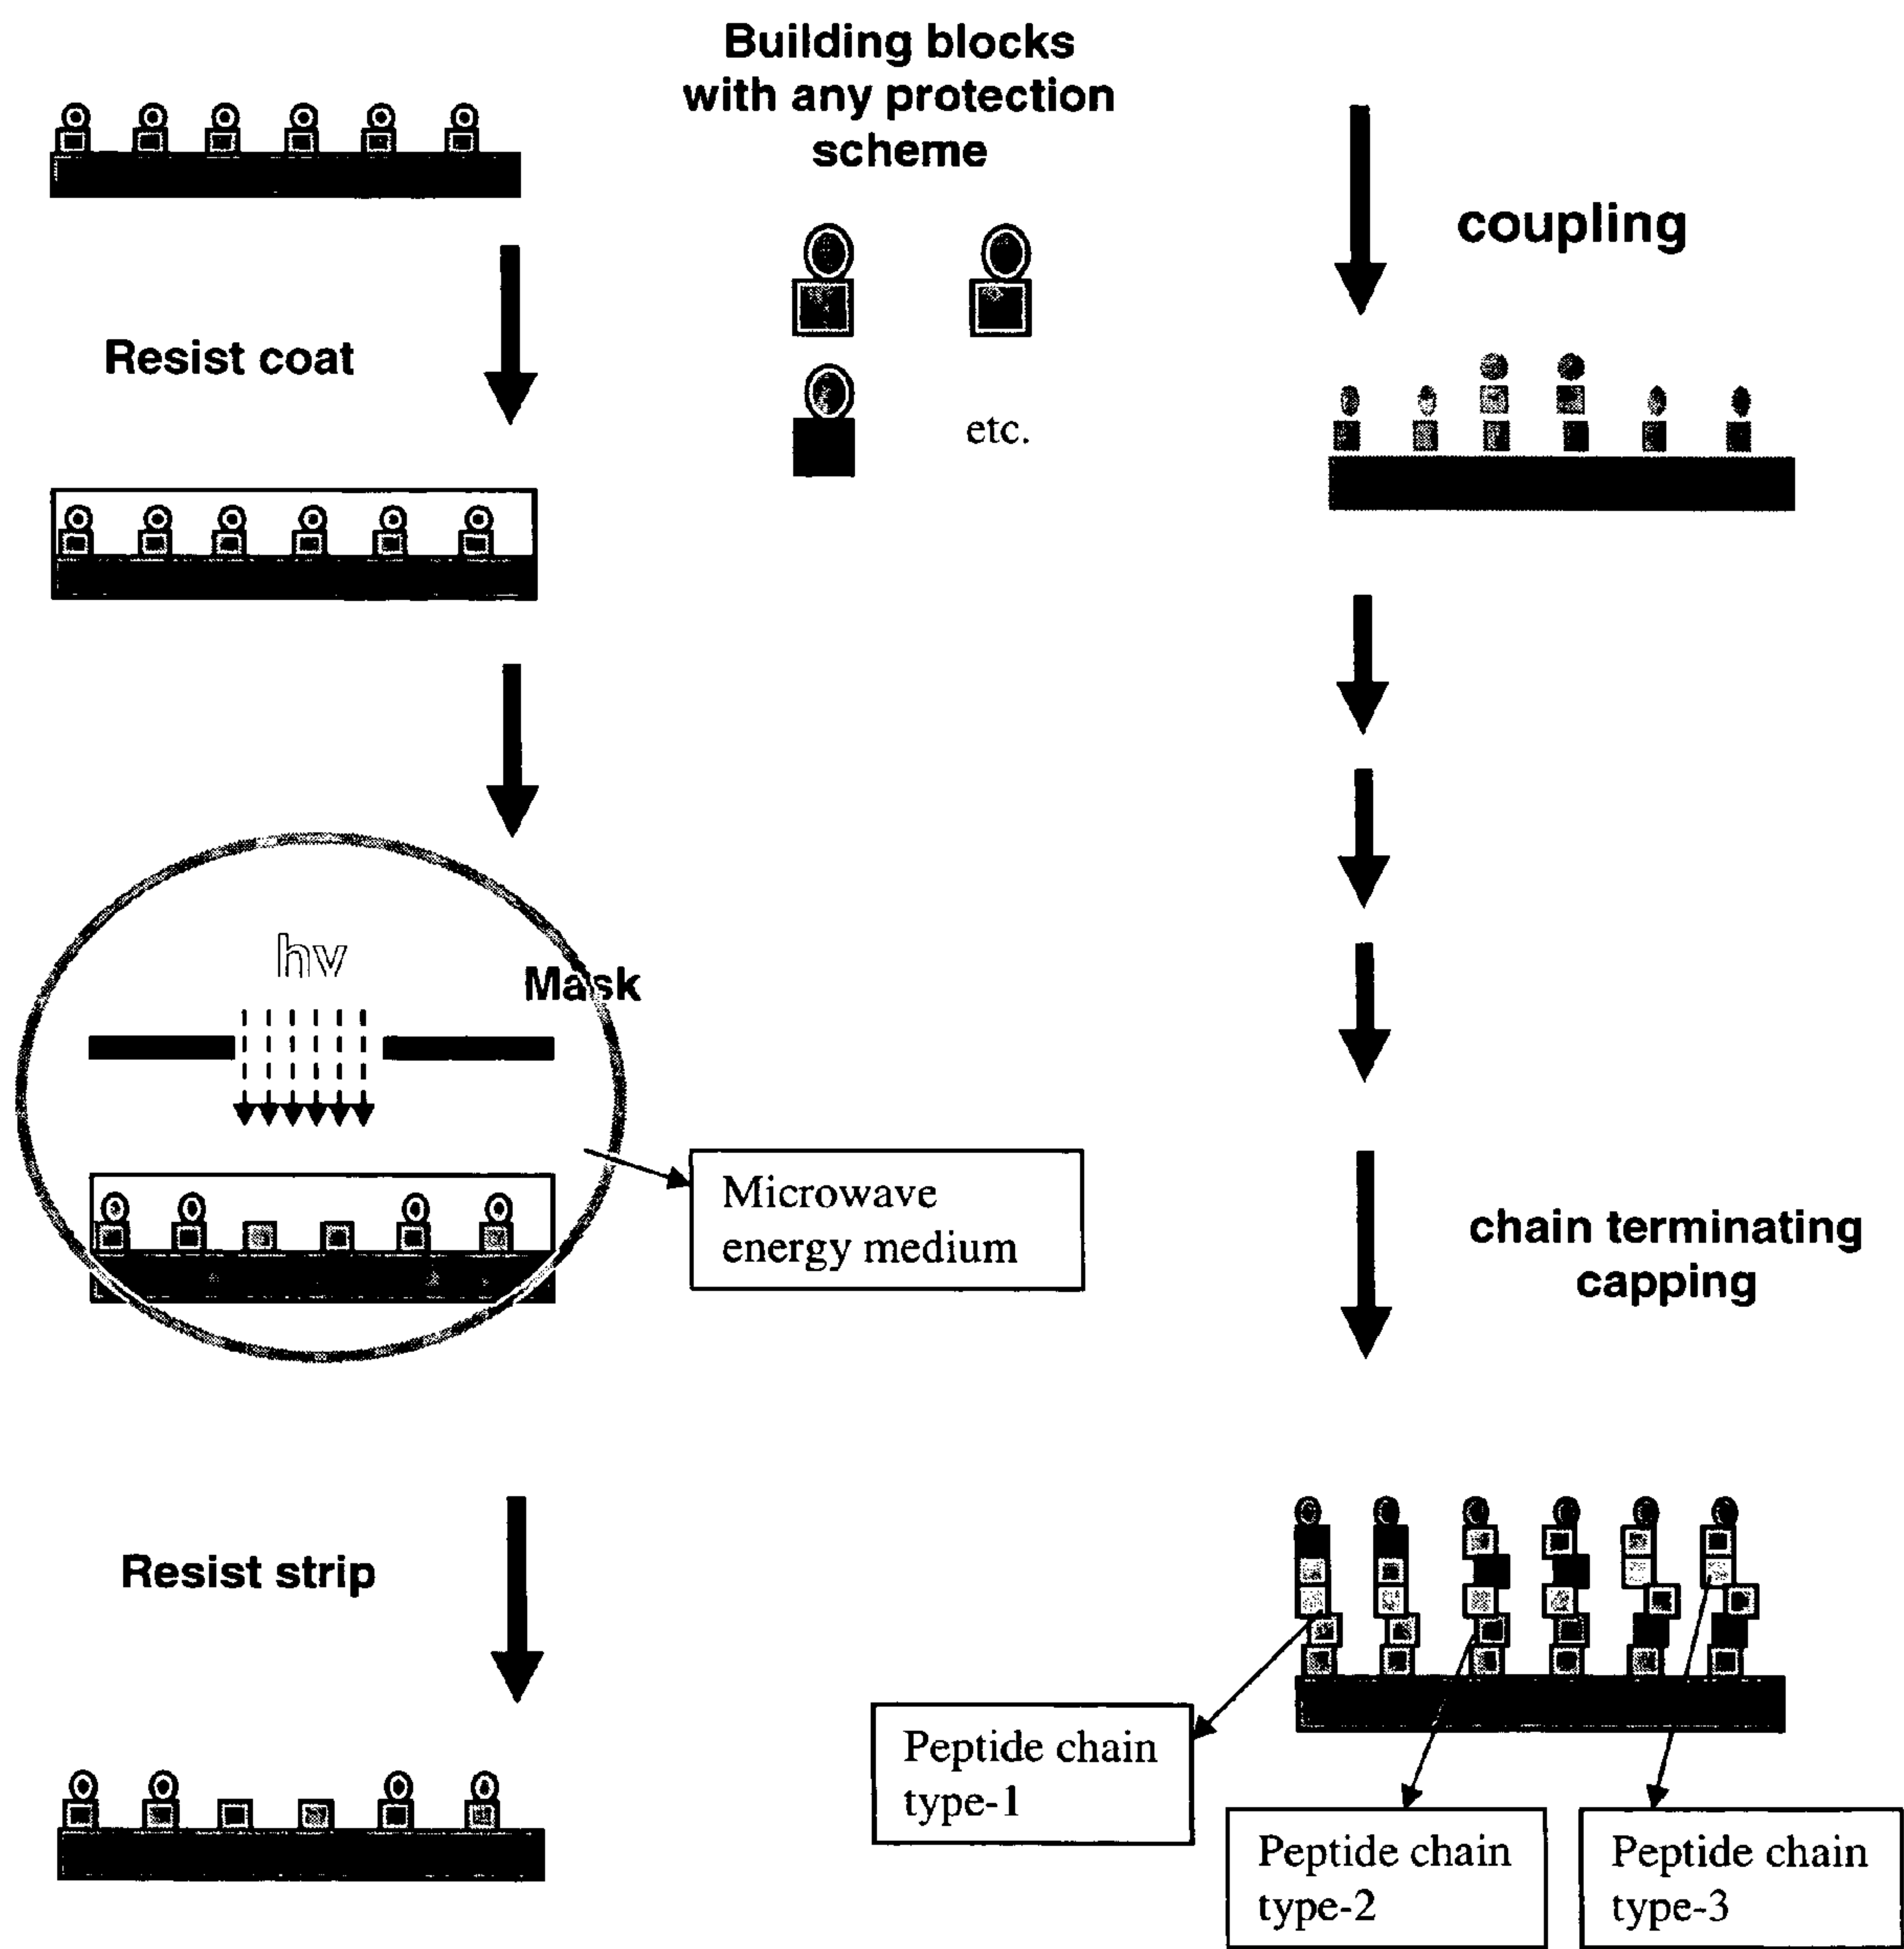 Building blocks
with any protection
scheme
Resist coat
etc.
hν
Mask
Microwave
energy medium
Resist strip
coupling
chain terminating
capping
Peptide chain
type-1
Peptide chain
type-2
Peptide chain
type-3